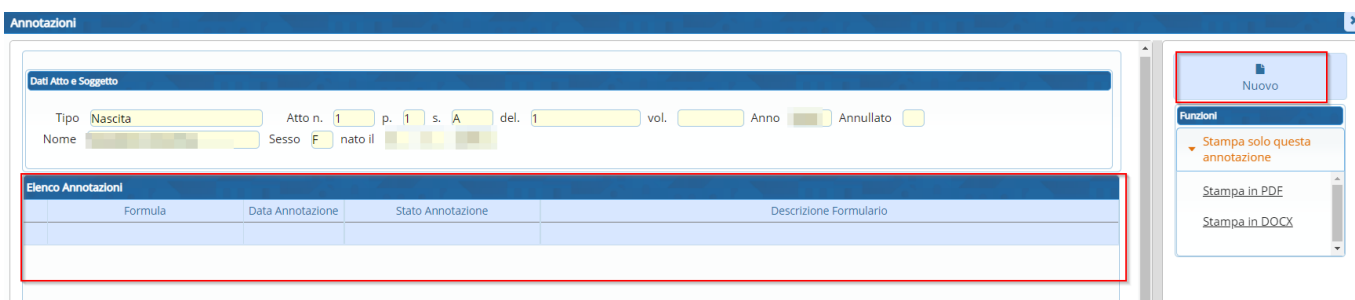 Annotazioni
Nuovo
Dati Atto e Soggetto
Tipo Nascita Atto n. 1 p. 1 s. A del. 1 vol. Anno Annullato
Nome Sesso F nato il
Funzioni
Stampa solo questa
annotazione
Stampa in PDF
Stampa in DOCX
Elenco Annotazioni
Formula Data Annotazione Stato Annotazione Descrizione Formulario